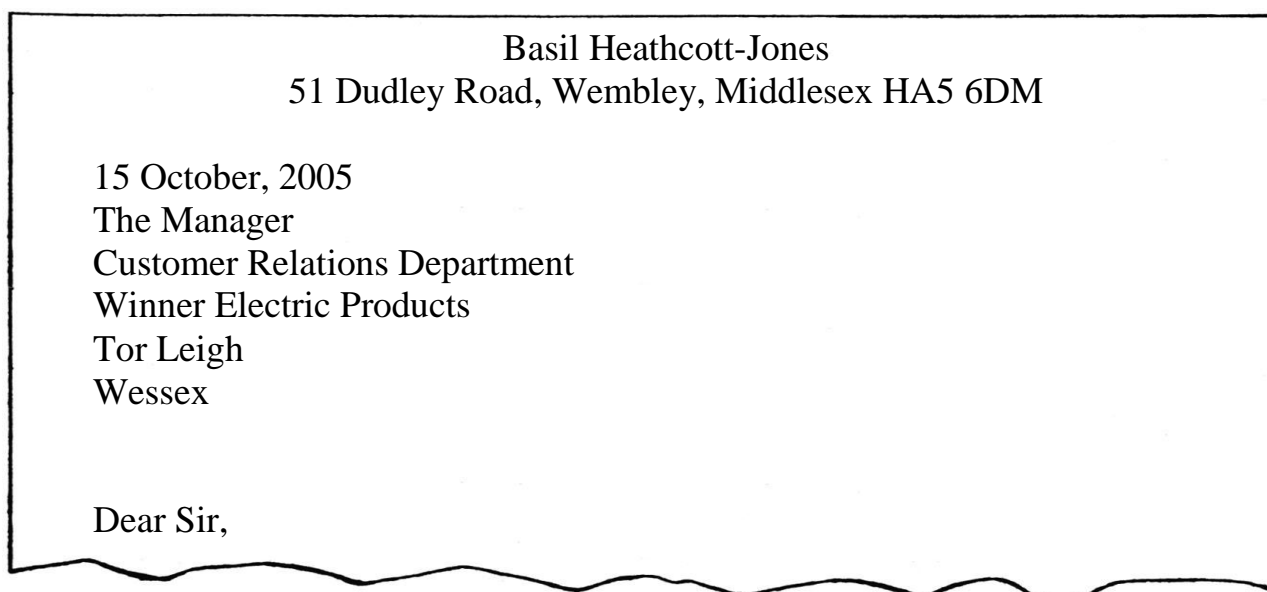 Basil Heathcott-Jones
51 Dudley Road, Wembley, Middlesex HA5 6DM
15 October, 2005
The Manager
Customer Relations Department
Winner Electric Products
Tor Leigh
Wessex
Dear Sir,